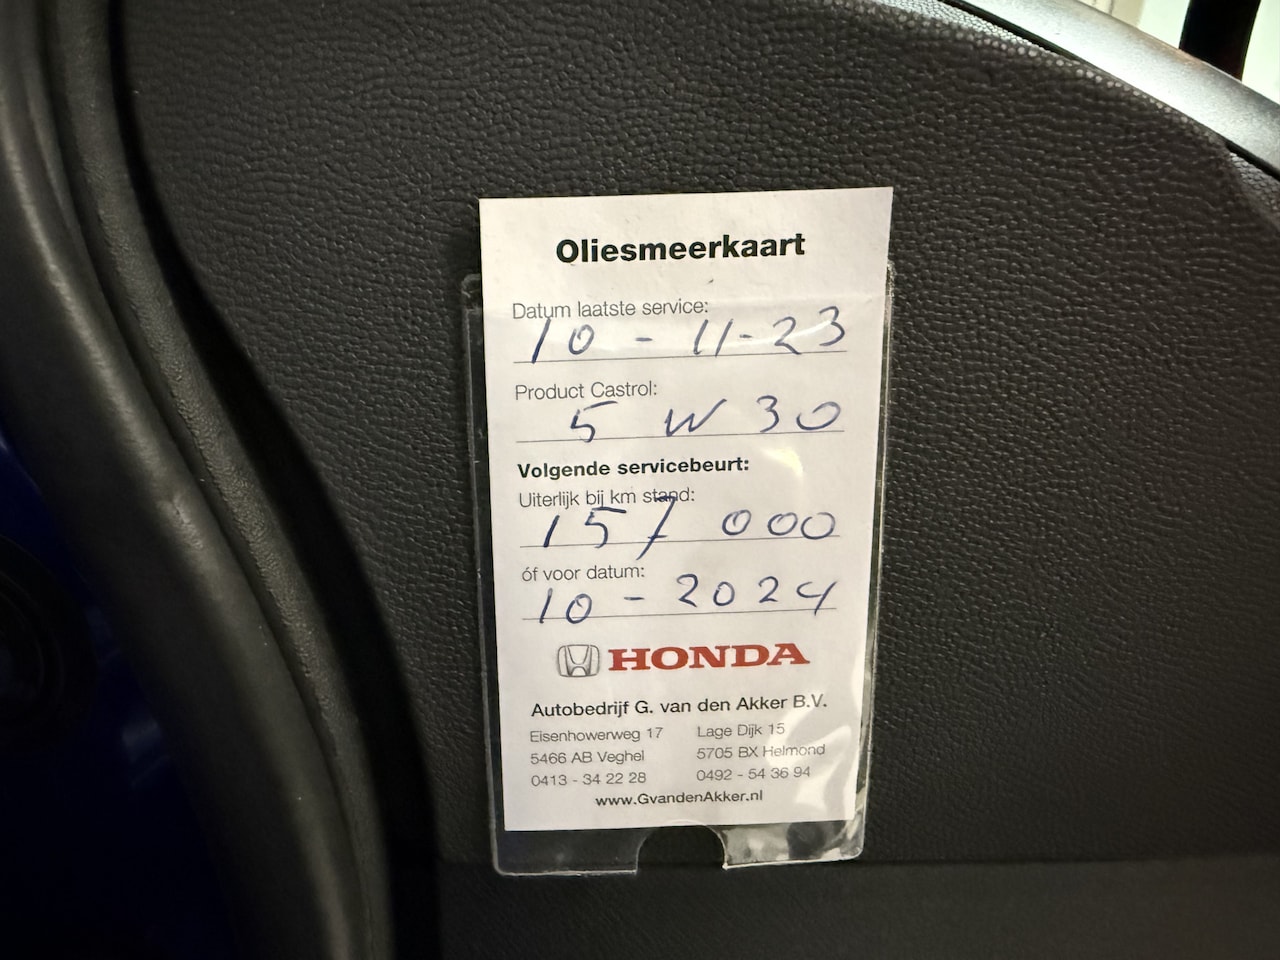 Oliesmeerkaart
Datum laatste service:
10 - 11-23
Product Castrol:
5 W 30
Volgende servicebeurt:
Uiterlijk bij km stand:
157 000
óf voor datum:
10 - 2024
HONDA
Autobedrijf G. van den Akker B.V.
Eisenhowerweg 17 Lage Dijk 15
5466 AB Veghel 5705 BX Helmond
0413 - 34 22 28 0492 - 54 36 94
www.GvandenAkker.nl